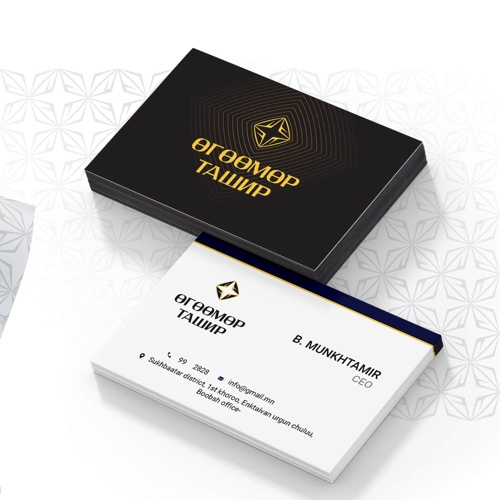 ӨГӨӨМӨР
ТАШИР
ӨГӨӨМӨР
ТАШИР
B. MUNKHTAMIR
CEO
99 2828
info@gmail.mn
Sukhbaatar district, 1st khoroo, Enktaivan urgun chuluu,
Boobsh office-